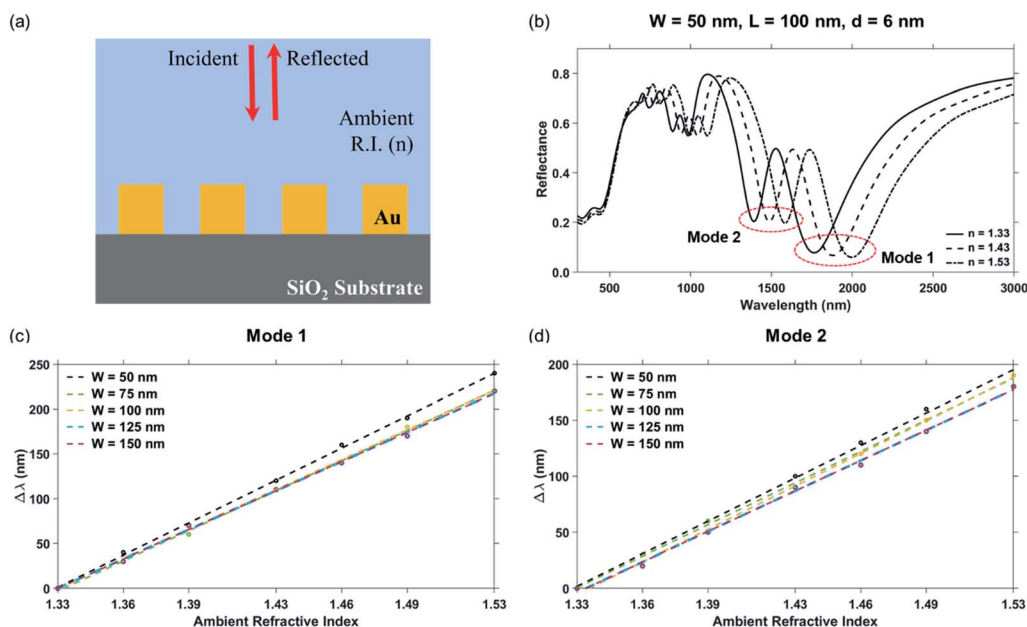 (a)
Incident Reflected
Ambient
R.I. (n)
Au
SiO2 Substrate
(b)
W = 50 nm, L = 100 nm, d = 6 nm
Reflectance
0.8
0.6
0.4
0.2
0.0
Mode 2
Mode 1
n = 1.33
n = 1.43
n = 1.53
500 1000 1500 2000 2500 3000
Wavelength (nm)
(c)
Mode 1
Δ λ (nm)
250
200
150
100
50
0
W = 50 nm
W = 75 nm
W = 100 nm
W = 125 nm
W = 150 nm
1.33 1.36 1.39 1.43 1.46 1.49 1.53
Ambient Refractive Index
(d)
Mode 2
Δ λ (nm)
200
150
100
50
0
W = 50 nm
W = 75 nm
W = 100 nm
W = 125 nm
W = 150 nm
1.33 1.36 1.39 1.43 1.46 1.49 1.53
Ambient Refractive Index